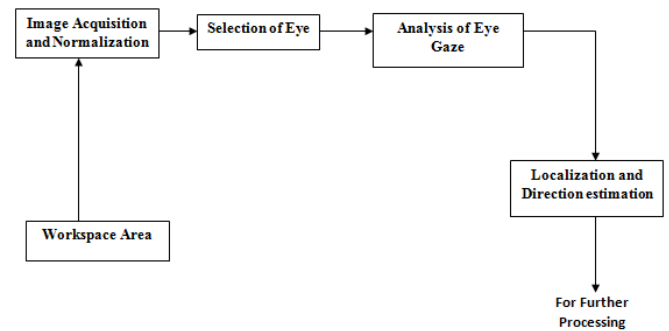 Image Acquisition
and Normalization
Selection of Eye
Analysis of Eye
Gaze
Localization and
Direction estimation
Workspace Area
For Further
Processing